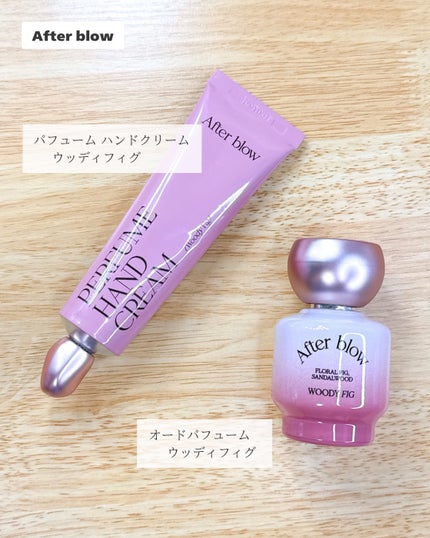 After blow
パフューム ハンドクリーム
ウッディフィグ
After blow
PERFUME
HAND
CREAM
After blow
FLORAL FIG,
SANDALWOOD
WOODY FIG
オードパフューム
ウッディフィグ